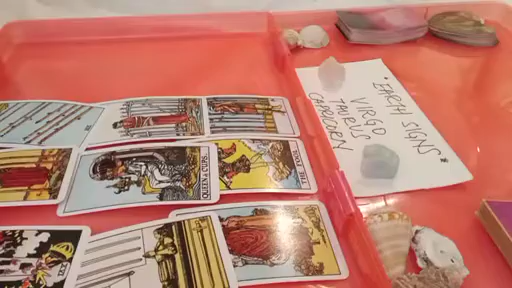 *EARTH SIGNS*
VIRGO
TAURUS
CAPRICORN
QUEEN of CUPS.
THE FOOL.